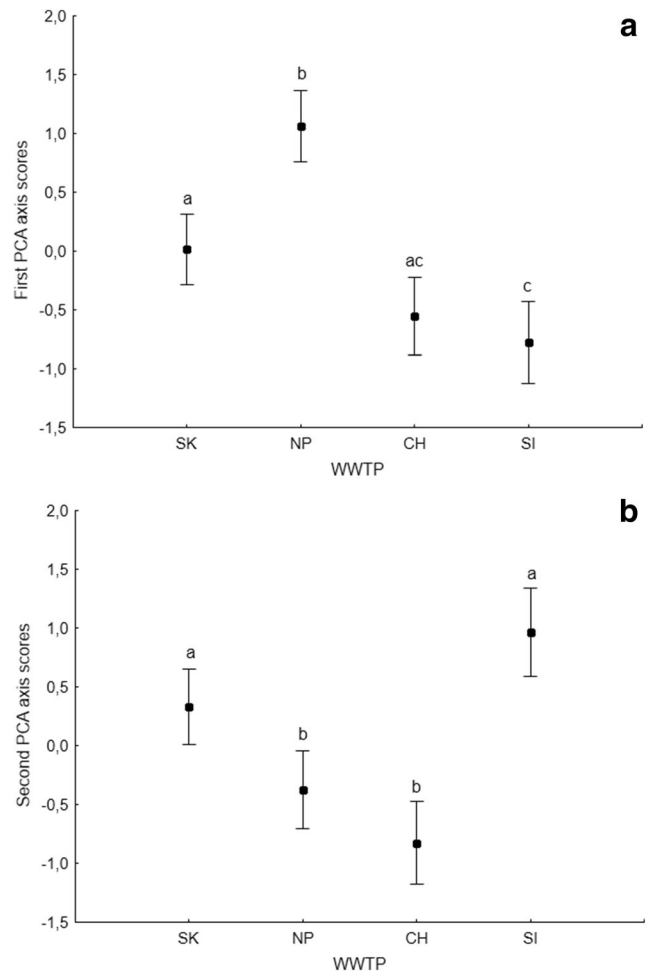 a
2,0
1,5
1,0
0,5
0,0
-0,5
-1,0
-1,5
First PCA axis scores
a
b
ac
c
SK NP CH SI
WWTP
b
2,0
1,5
1,0
0,5
0,0
-0,5
-1,0
-1,5
Second PCA axis scores
a
b
b
a
SK NP CH SI
WWTP